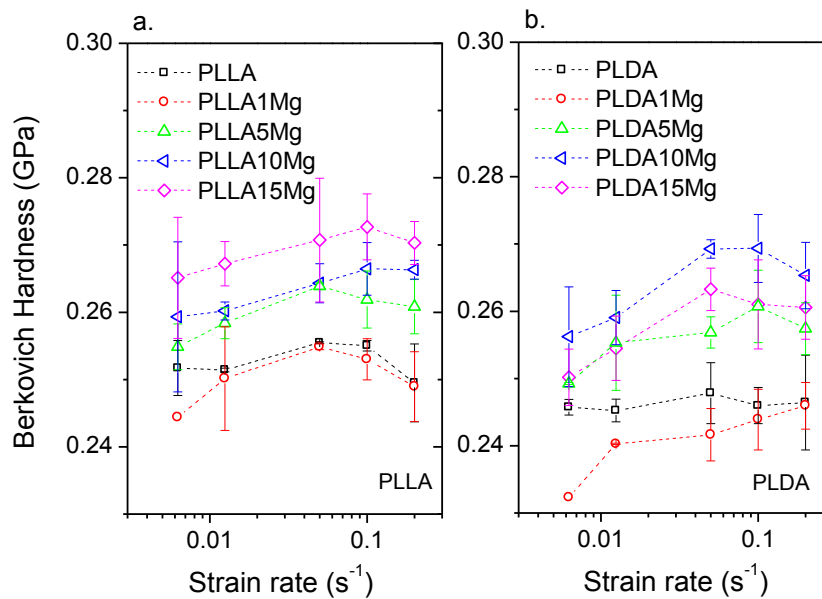 a.
0.30
0.28
0.26
0.24
Berkovich Hardness (GPa)
PLLA
PLLA1Mg
PLLA5Mg
PLLA10Mg
PLLA15Mg
PLLA
0.01
0.1
Strain rate (s⁻¹)
b.
0.30
0.28
0.26
0.24
PLDA
PLDA1Mg
PLDA5Mg
PLDA10Mg
PLDA15Mg
PLDA
0.01
0.1
Strain rate (s⁻¹)